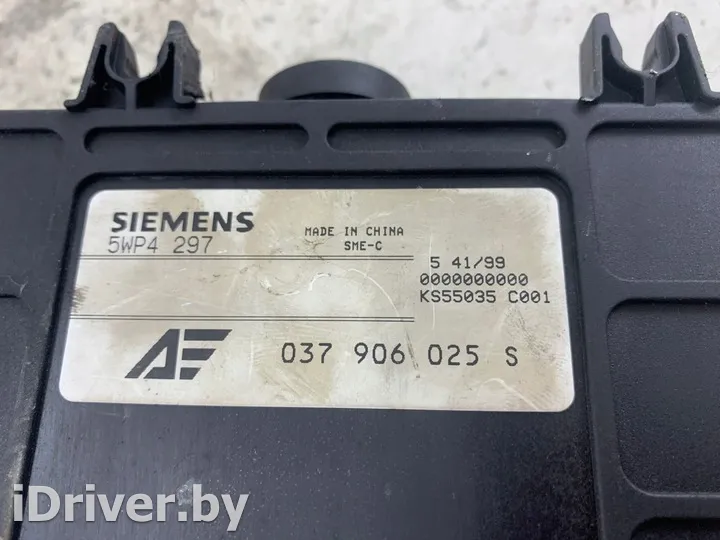 SIEMENS
5WP4 297
MADE IN CHINA
SME-C
5 41/99
0000000000
KS55035 C001
AE 037 906 025 S
iDriver.by